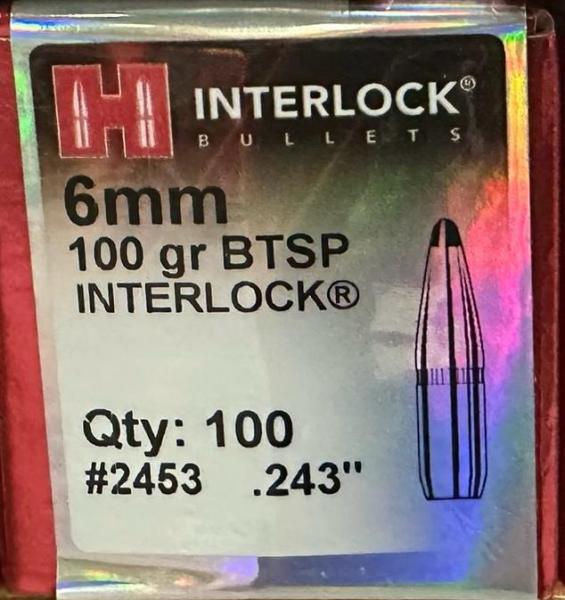 H INTERLOCK®
BULLETS
6mm
100 gr BTSP
INTERLOCK®
Qty: 100
#2453 .243"